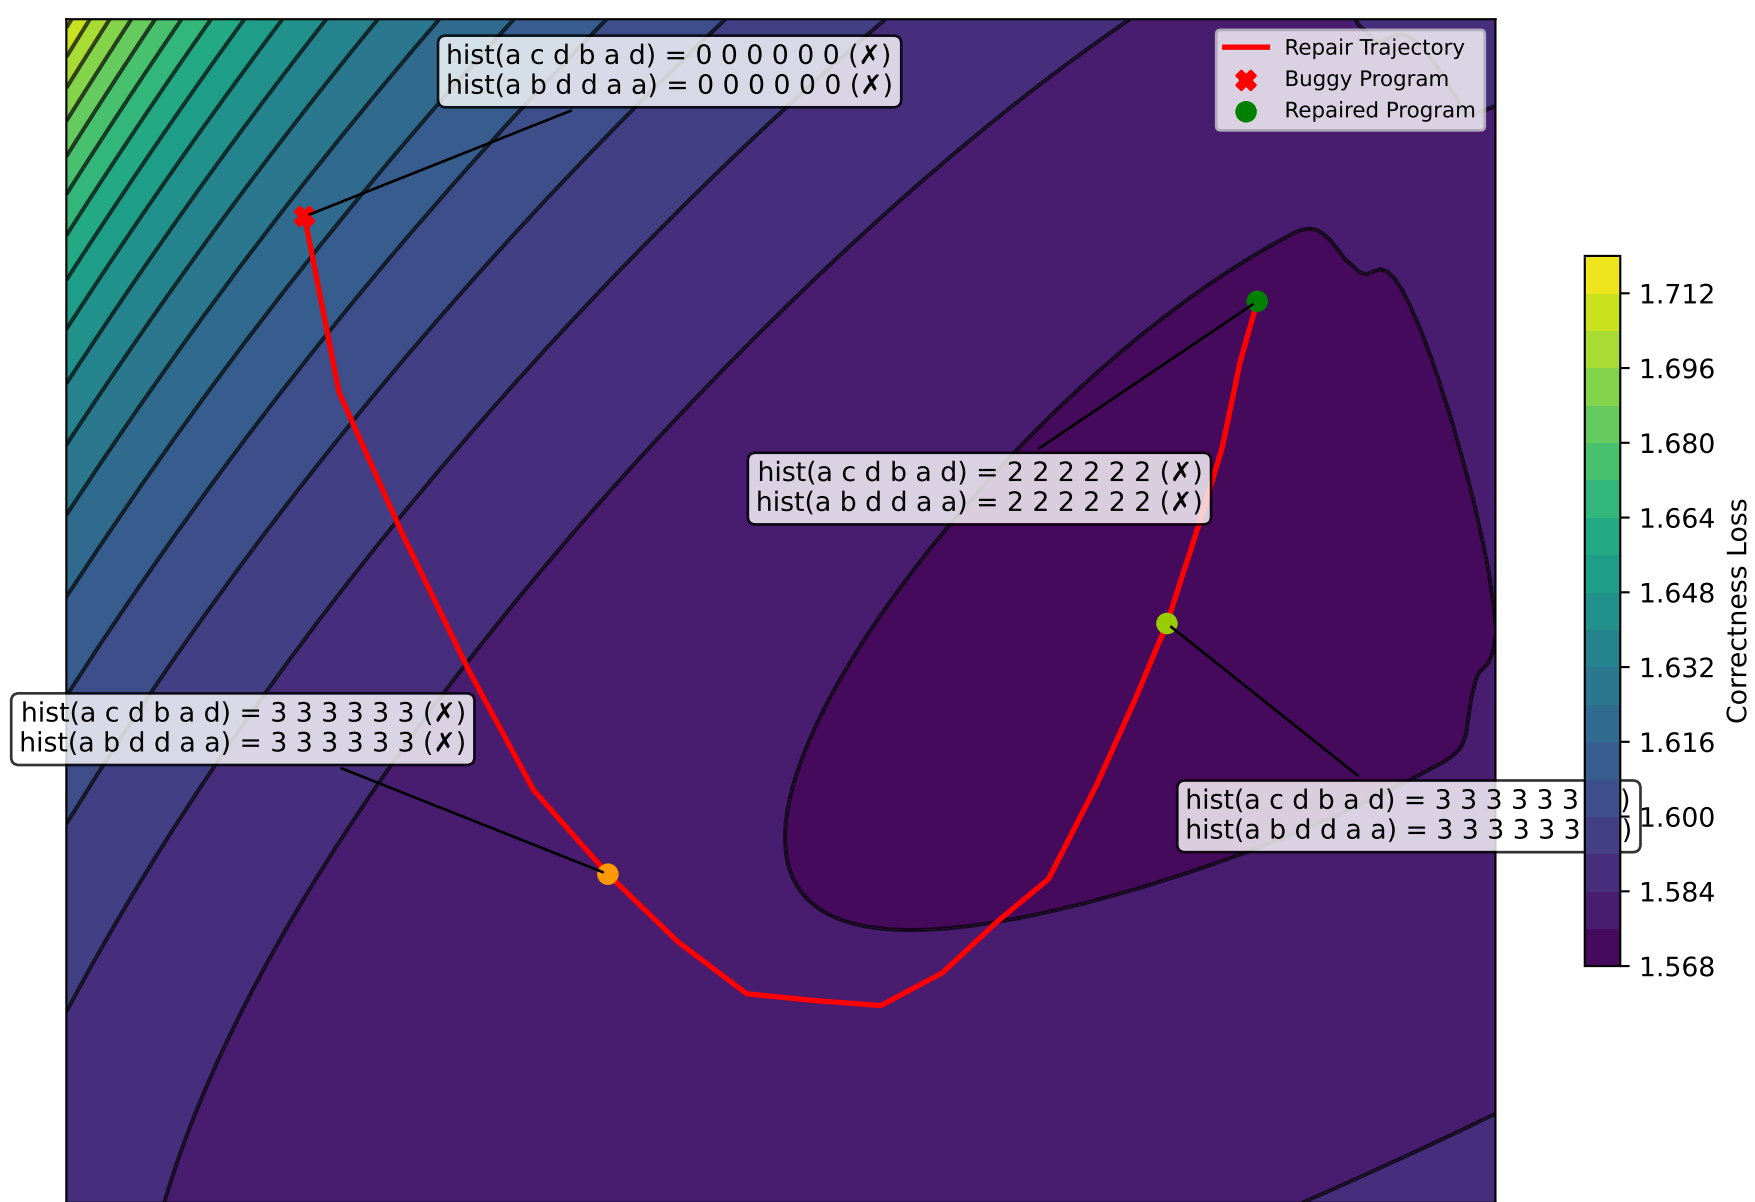 hist(a c d b a d) = 0 0 0 0 0 0 (✗)
hist(a b d d a a) = 0 0 0 0 0 0 (✗)
Repair Trajectory
Buggy Program
Repaired Program
hist(a c d b a d) = 2 2 2 2 2 2 (✗)
hist(a b d d a a) = 2 2 2 2 2 2 (✗)
hist(a c d b a d) = 3 3 3 3 3 3 (✗)
hist(a b d d a a) = 3 3 3 3 3 3 (✗)
hist(a c d b a d) = 3 3 3 3 3 3 )
hist(a b d d a a) = 3 3 3 3 3 3 )
1.712
1.696
1.680
1.664
1.648
1.632
1.616
1.600
1.584
1.568
Correctness Loss